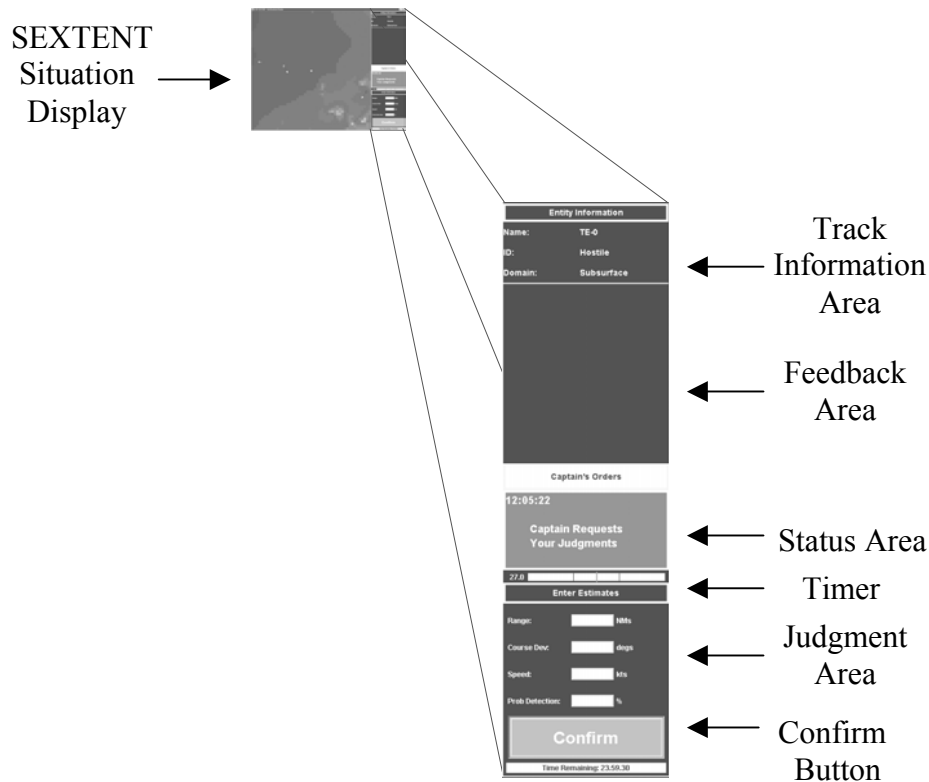 SEXTENT
Situation
Display
Entity Information
Name: TE-0
ID: Hostile
Domain: Subsurface
Track
Information
Area
Feedback
Area
Captain's Orders
12:05:22
Captain Requests
Your Judgments
Status Area
27.0
Timer
Enter Estimates
Range: NMs
Course Dev: degs
Speed: kts
Prob Detection: %
Judgment
Area
Confirm
Confirm
Button
Time Remaining: 23.59.30